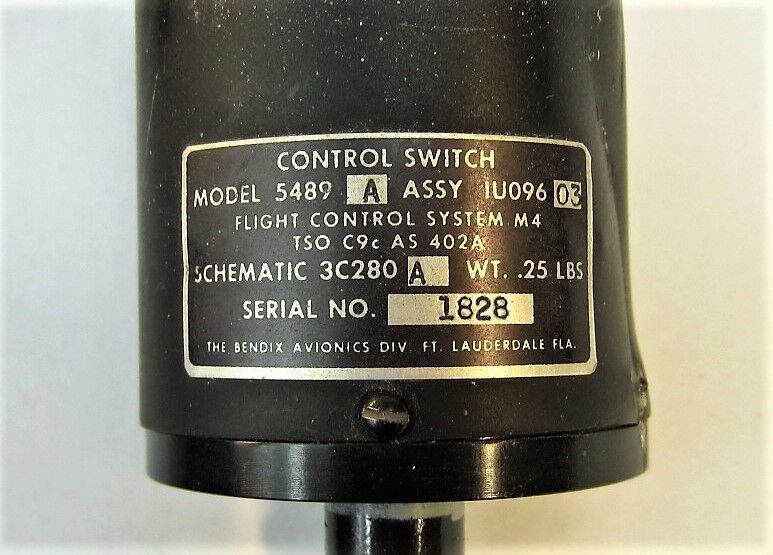 CONTROL SWITCH
MODEL 5489 A ASSY IU096 03
FLIGHT CONTROL SYSTEM M4
TSO C9c AS 402A
SCHEMATIC 3C280 A WT. .25 LBS
SERIAL NO. 1828
THE BENDIX AVIONICS DIV. FT. LAUDERDALE FLA.